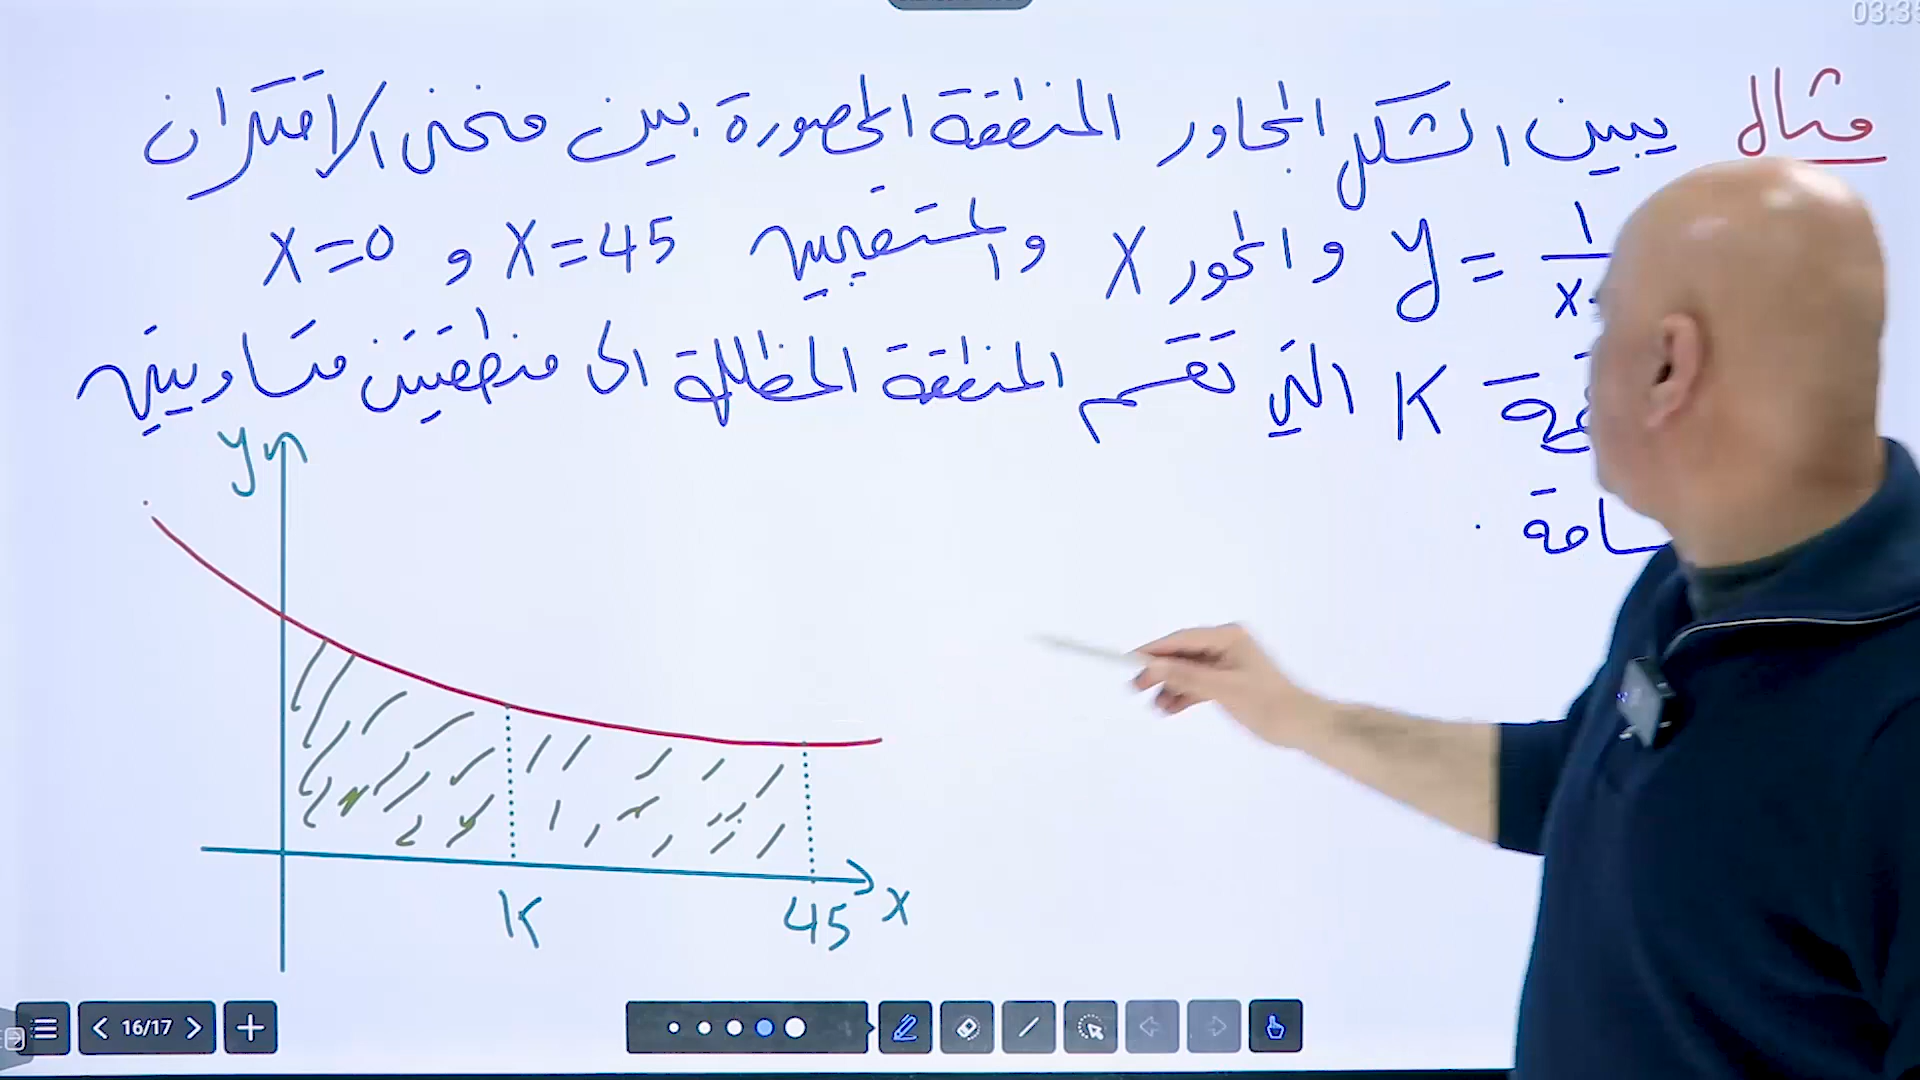 مثال يبين الشكل المجاور المنطقة المحصورة بين منحنى الاقتران
y = 1/x والمحور x والمستقيمين x=45 و x=0
K التي تقسم المنطقة المظللة الى منطقتين متساويتين
y
K
45 x
16/17